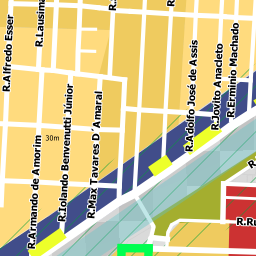 R.Alfredo Esser
R.Lausima
R.
R.Adolfo José de Assis
R.Jovito Anacleto
R.Erminio Machado
30m
R.Armando de Amorim
R.Iolando Benvenutti Júnior
R.Max Tavares D´Amaral
R.
R.Ru